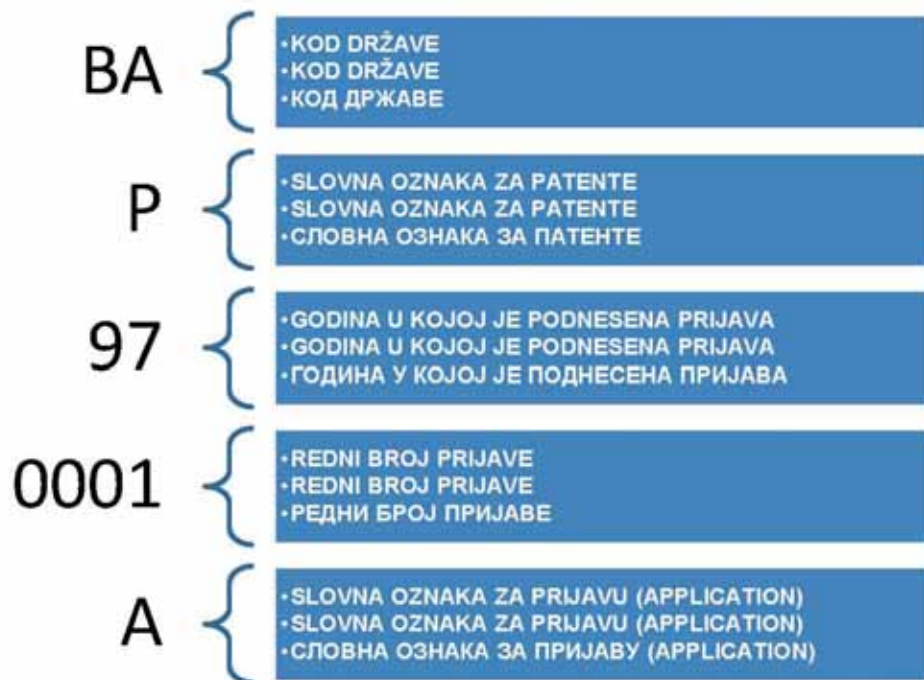 BA
•KOD DRŽAVE
•KOD DRŽAVE
•КОД ДРЖАВЕ
P
•SLOVNA OZNAKA ZA PATENTE
•SLOVNA OZNAKA ZA PATENTE
•СЛОВНА ОЗНАКА ЗА ПАТЕНТЕ
97
•GODINA U KOJOJ JE PODNESENA PRIJAVA
•GODINA U KOJOJ JE PODNESENA PRIJAVA
•ГОДИНА У КОЈОЈ ЈЕ ПОДНЕСЕНА ПРИЈАВА
0001
•REDNI BROJ PRIJAVE
•REDNI BROJ PRIJAVE
•РЕДНИ БРОЈ ПРИЈАВЕ
A
•SLOVNA OZNAKA ZA PRIJAVU (APPLICATION)
•SLOVNA OZNAKA ZA PRIJAVU (APPLICATION)
•СЛОВНА ОЗНАКА ЗА ПРИЈАВУ (APPLICATION)